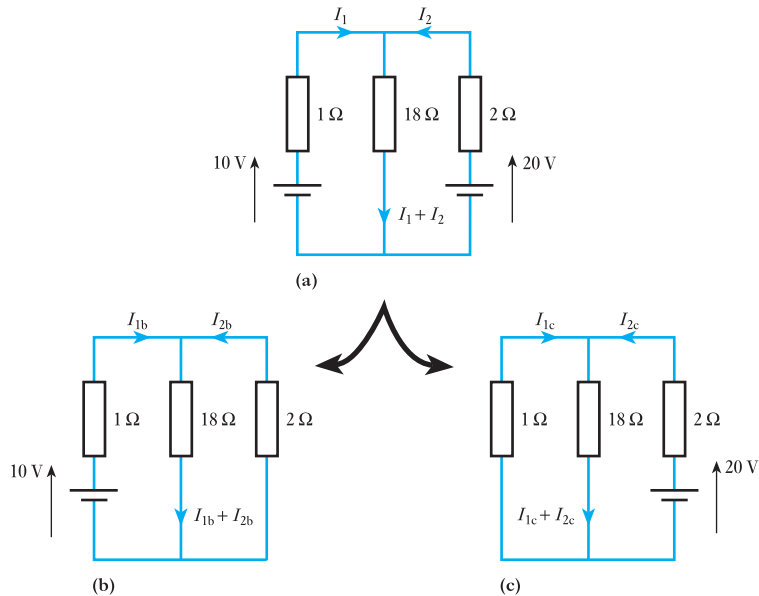 I₁ I₂
1 Ω 18 Ω 2 Ω
10 V 20 V
I₁ + I₂
(a)
I₁b I₂b
1 Ω 18 Ω 2 Ω
10 V
I₁b + I₂b
(b)
I₁c I₂c
1 Ω 18 Ω 2 Ω
20 V
I₁c + I₂c
(c)